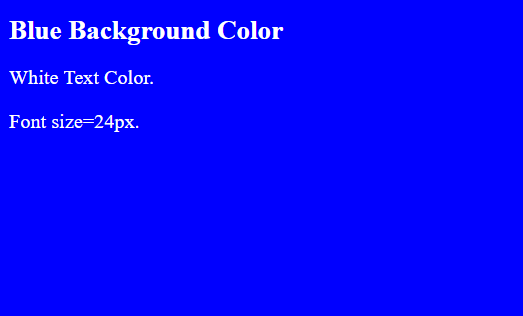 Blue Background Color
White Text Color.
Font size=24px.